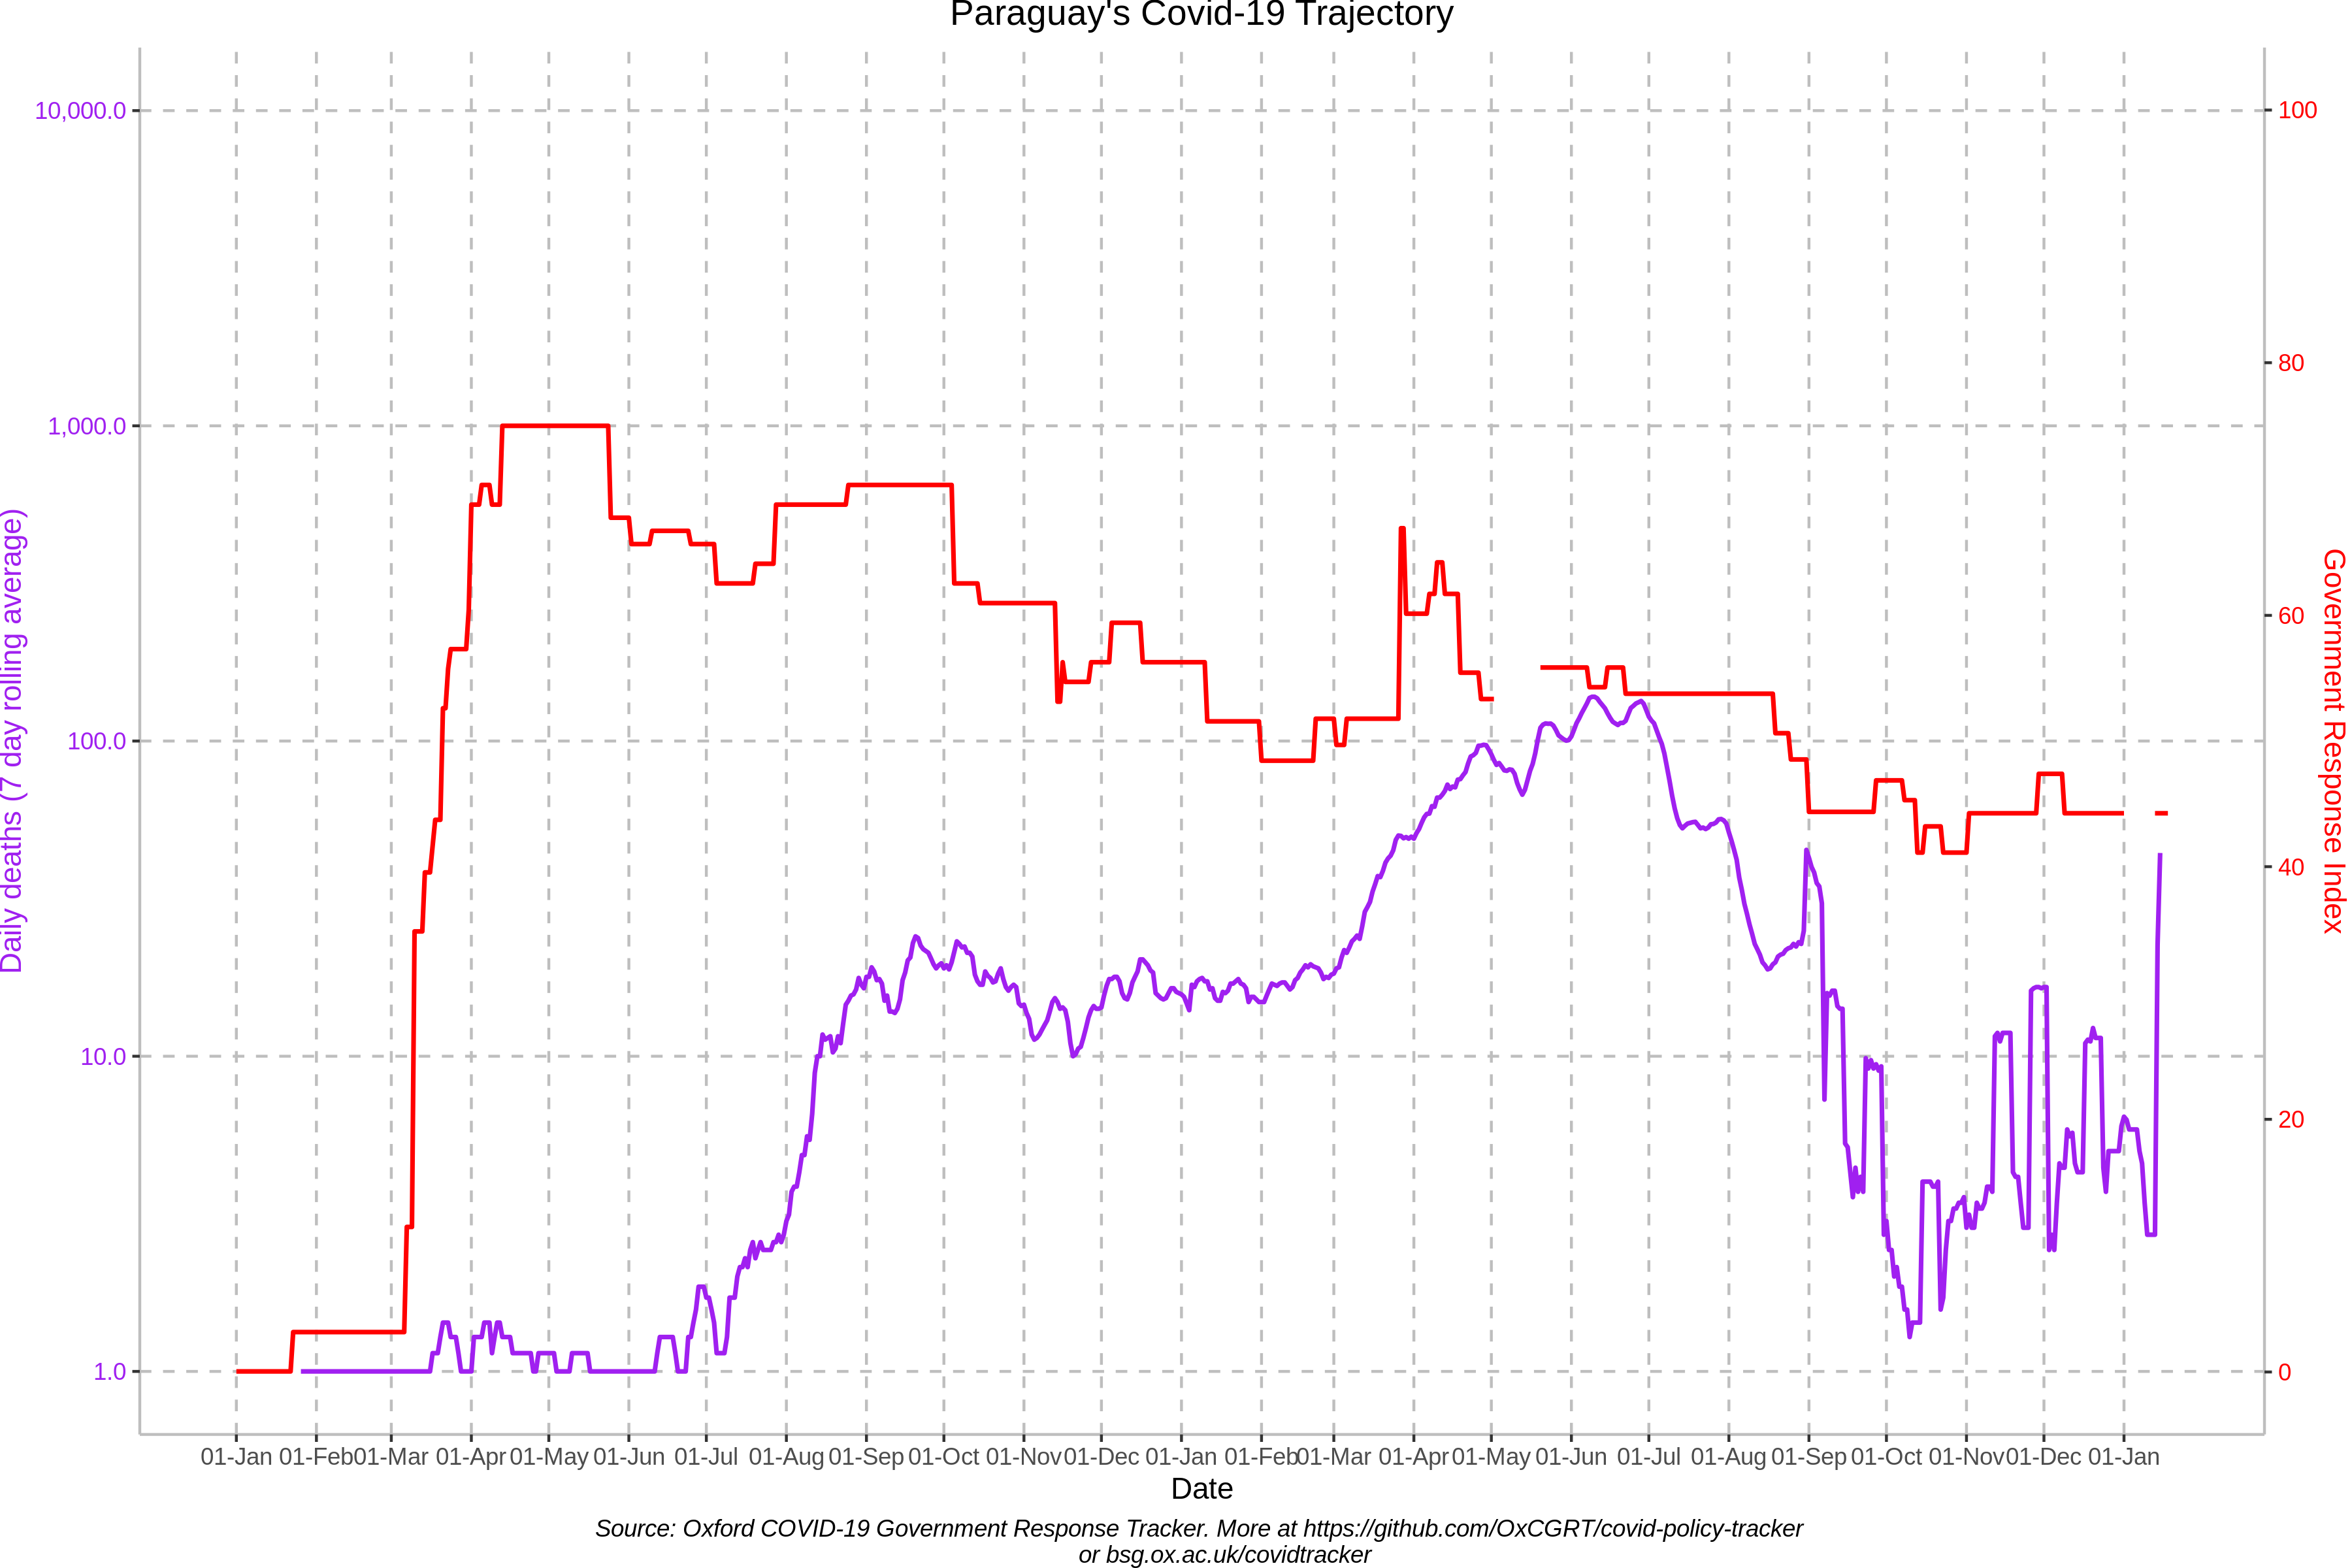 Paraguay's Covid-19 Trajectory
10,000.0
1,000.0
100.0
10.0
1.0
Daily deaths (7 day rolling average)
100
80
60
40
20
0
Government Response Index
01-Jan 01-Feb 01-Mar 01-Apr 01-May 01-Jun 01-Jul 01-Aug 01-Sep 01-Oct 01-Nov 01-Dec 01-Jan 01-Feb 01-Mar 01-Apr 01-May 01-Jun 01-Jul 01-Aug 01-Sep 01-Oct 01-Nov 01-Dec 01-Jan
Date
Source: Oxford COVID-19 Government Response Tracker. More at https://github.com/OxCGRT/covid-policy-tracker
or bsg.ox.ac.uk/covidtracker